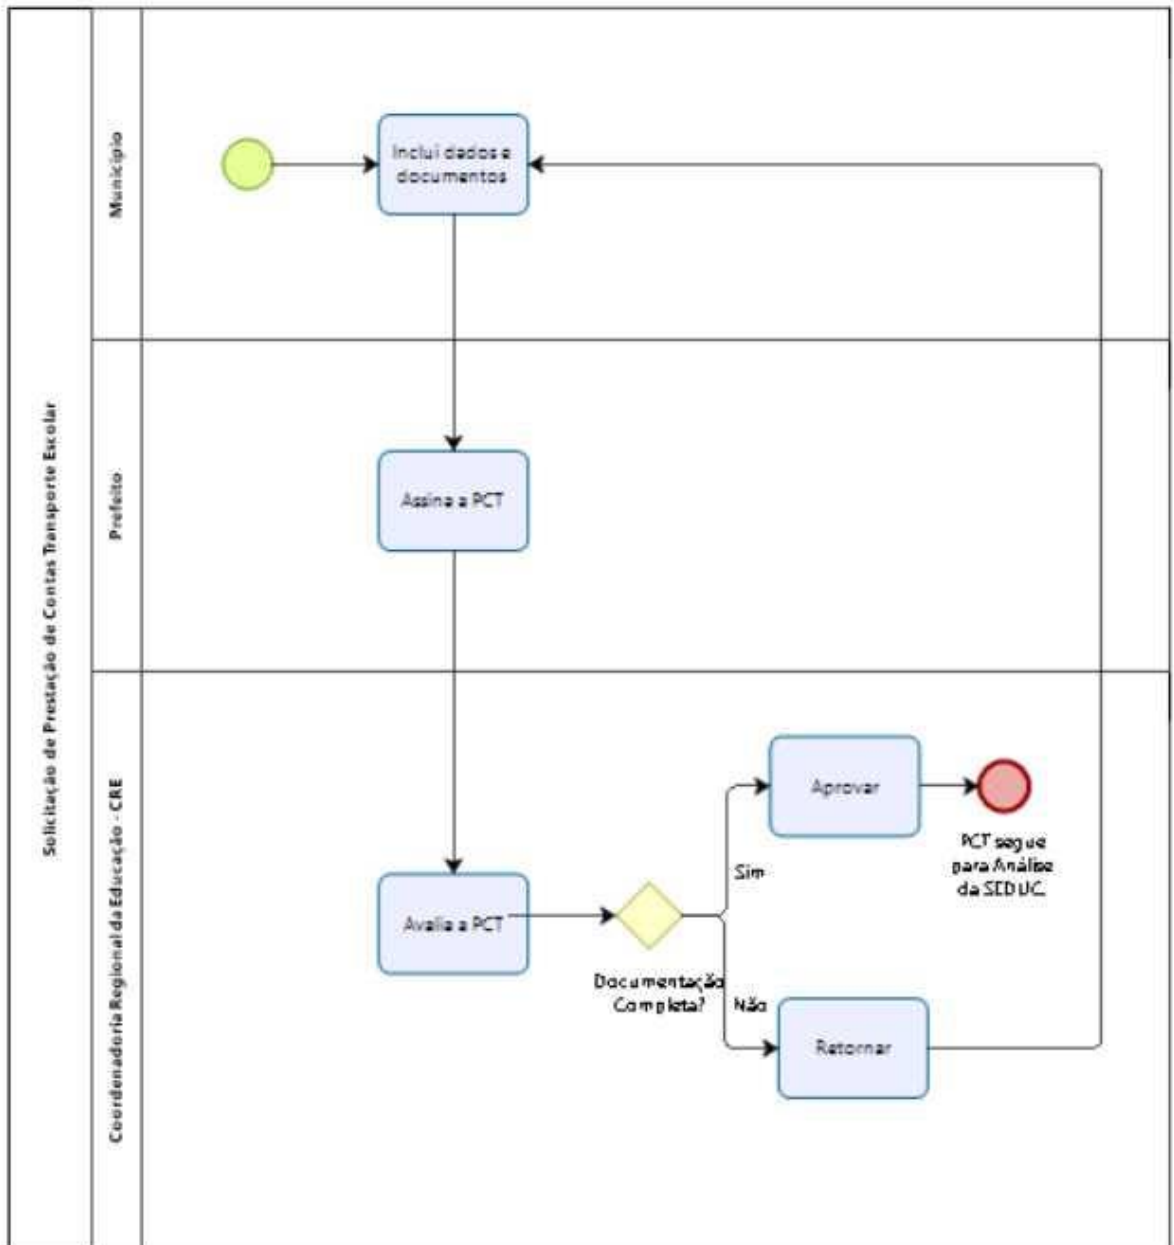 Solicitação de Prestação de Contas Transporte Escolar
Município
Inclui dados e
documentos
Prefeito
Assina a PCT
Coordenadoria Regional da Educação - CRE
Avalia a PCT
Documentação
Completa?
Sim
Aprovar
PCT segue
para Análise
da SEDUC.
Não
Retornar